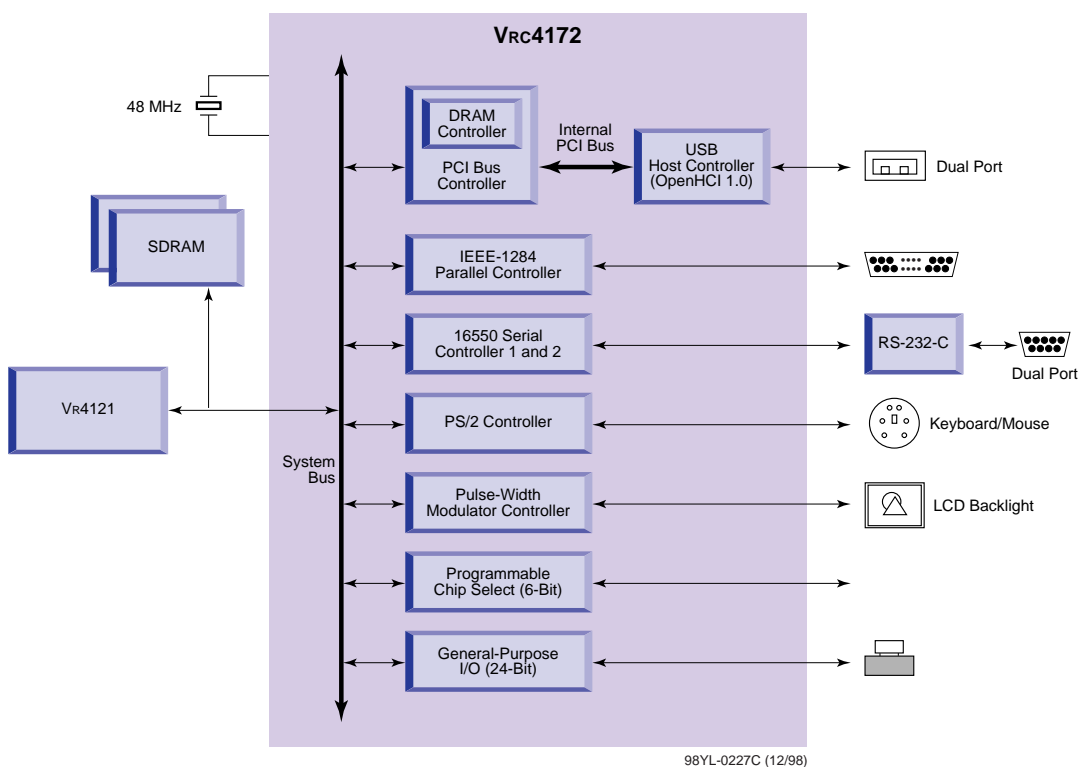 VRC4172
48 MHz
DRAM
Controller
PCI Bus
Controller
Internal
PCI Bus
USB
Host Controller
(OpenHCI 1.0)
Dual Port
SDRAM
IEEE-1284
Parallel Controller
16550 Serial
Controller 1 and 2
RS-232-C
Dual Port
VR4121
PS/2 Controller
Keyboard/Mouse
System
Bus
Pulse-Width
Modulator Controller
LCD Backlight
Programmable
Chip Select (6-Bit)
General-Purpose
I/O (24-Bit)
98YL-0227C (12/98)